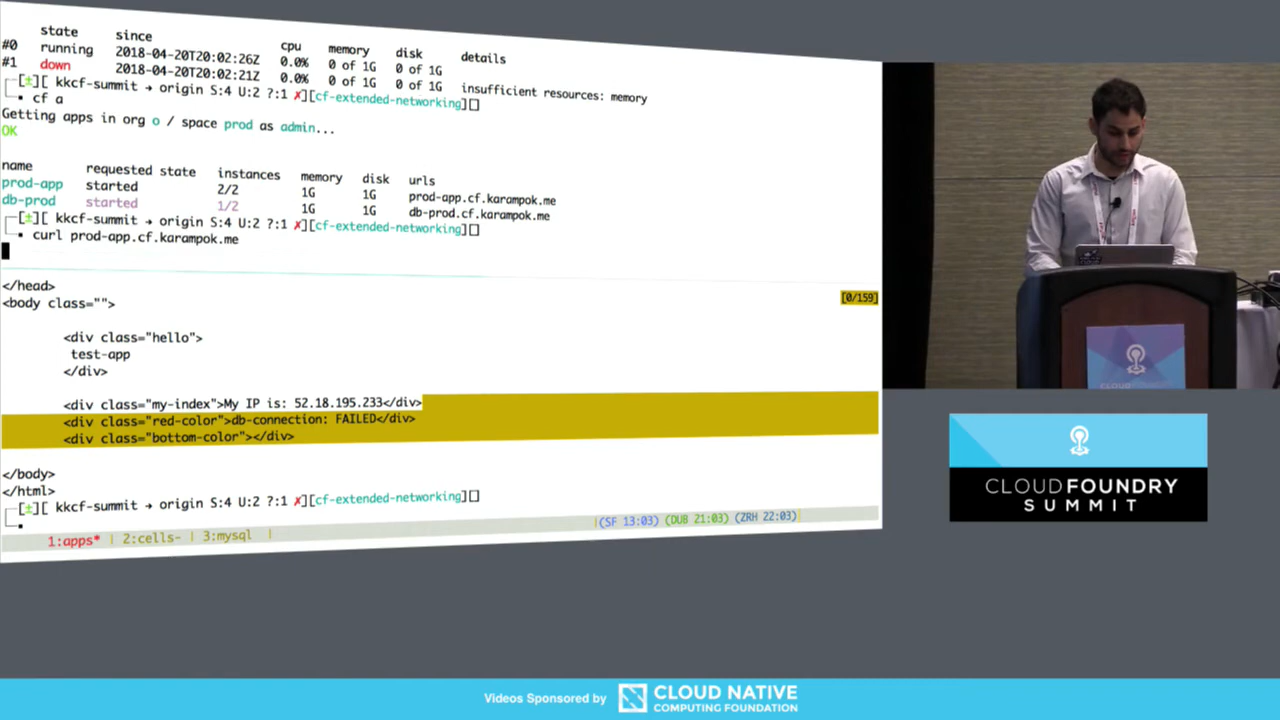 state since cpu memory disk details
#0 running 2018-04-20T20:02:26Z 0.0% 0 of 1G 0 of 1G
#1 down 2018-04-20T20:02:21Z 0.0% 0 of 1G 0 of 1G insufficient resources: memory
[±][ kkcf-summit → origin S:4 U:2 ?:1 ✗][cf-extended-networking]
cf a
Getting apps in org o / space prod as admin...
OK
name requested state instances memory disk urls
prod-app started 2/2 1G 1G prod-app.cf.karampok.me
db-prod started 1/2 1G 1G db-prod.cf.karampok.me
[±][ kkcf-summit → origin S:4 U:2 ?:1 ✗][cf-extended-networking]
curl prod-app.cf.karampok.me
</head>
<body class="">
[0/159]
<div class="hello">
test-app
</div>
<div class="my-index">My IP is: 52.18.195.233</div>
<div class="red-color">db-connection: FAILED</div>
<div class="bottom-color"></div>
</body>
</html>
[±][ kkcf-summit → origin S:4 U:2 ?:1 ✗][cf-extended-networking]
|(SF 13:03) (DUB 21:03) (ZRH 22:03)|
1:apps* | 2:cells- | 3:mysql |
CLOUD FOUNDRY
SUMMIT
Videos Sponsored by
CLOUD NATIVE
COMPUTING FOUNDATION